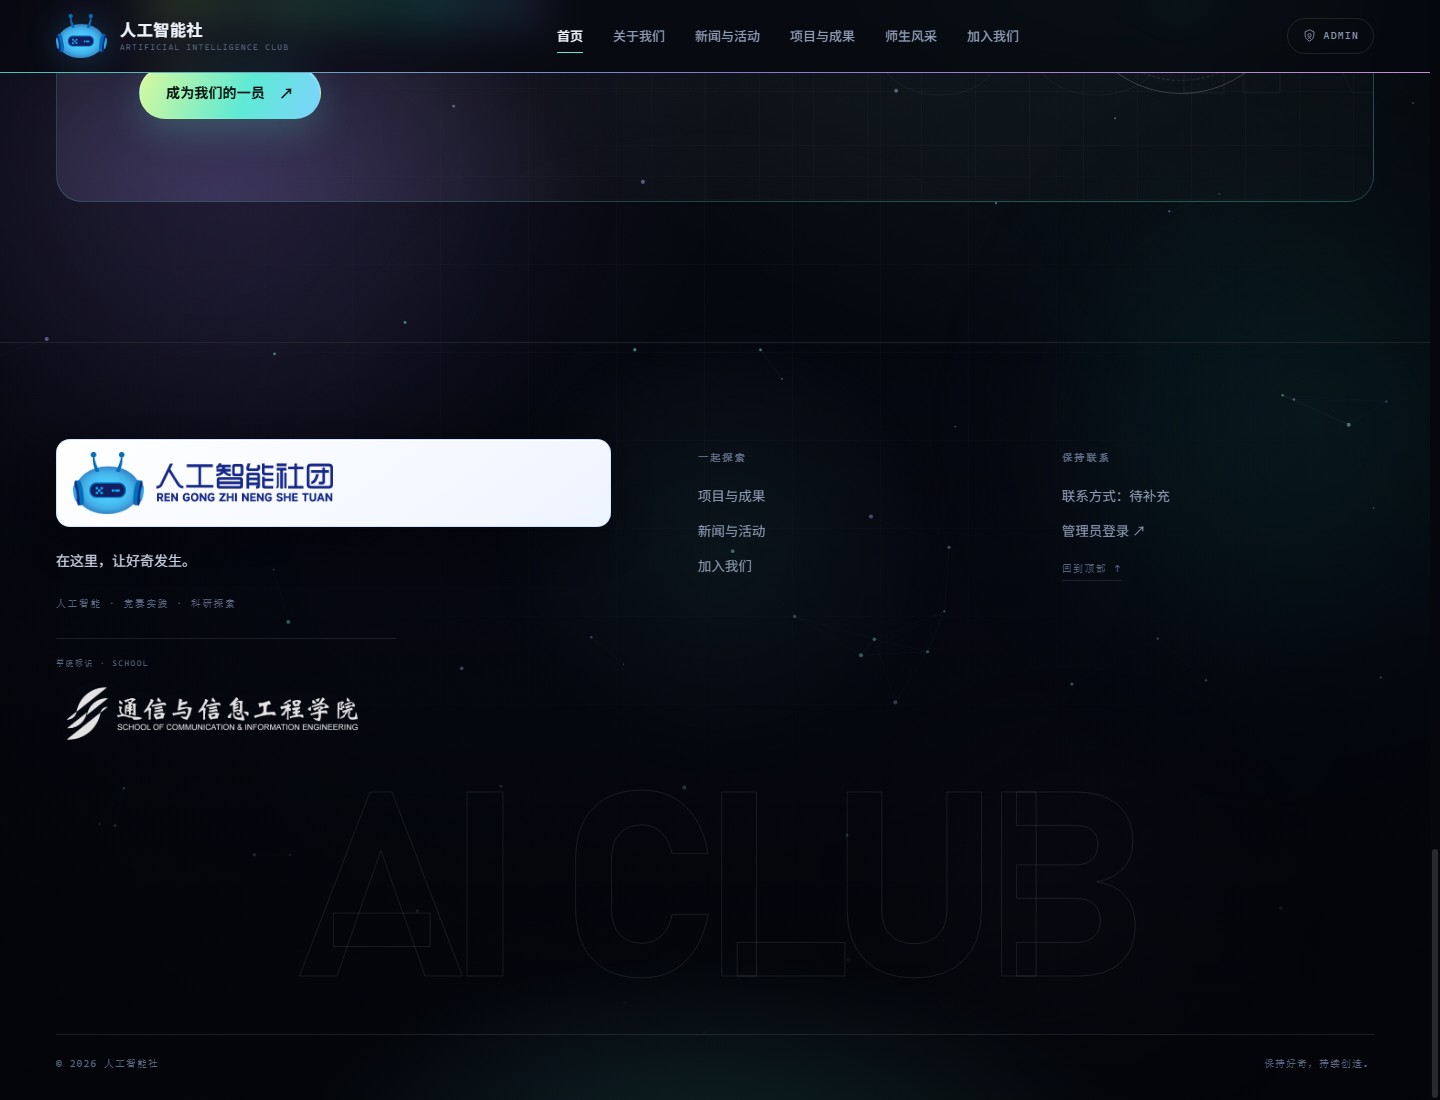 人工智能社
ARTIFICIAL INTELLIGENCE CLUB
首页
关于我们
新闻与活动
项目与成果
师生风采
加入我们
ADMIN
成为我们的一员 ↗
人工智能社团
REN GONG ZHI NENG SHE TUAN
在这里，让好奇发生。
人工智能 · 竞赛实践 · 科研探索
学院标识 · SCHOOL
通信与信息工程学院
SCHOOL OF COMMUNICATION & INFORMATION ENGINEERING
一起探索
项目与成果
新闻与活动
加入我们
保持联系
联系方式：待补充
管理员登录 ↗
回到顶部 ↑
AI CLUB
© 2026 人工智能社
保持好奇，持续创造。